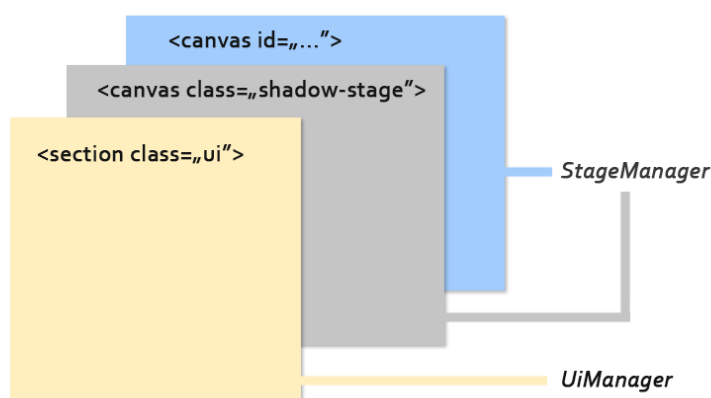 <canvas id=„...”>
<canvas class=„shadow-stage”>
<section class=„ui”>
StageManager
UiManager